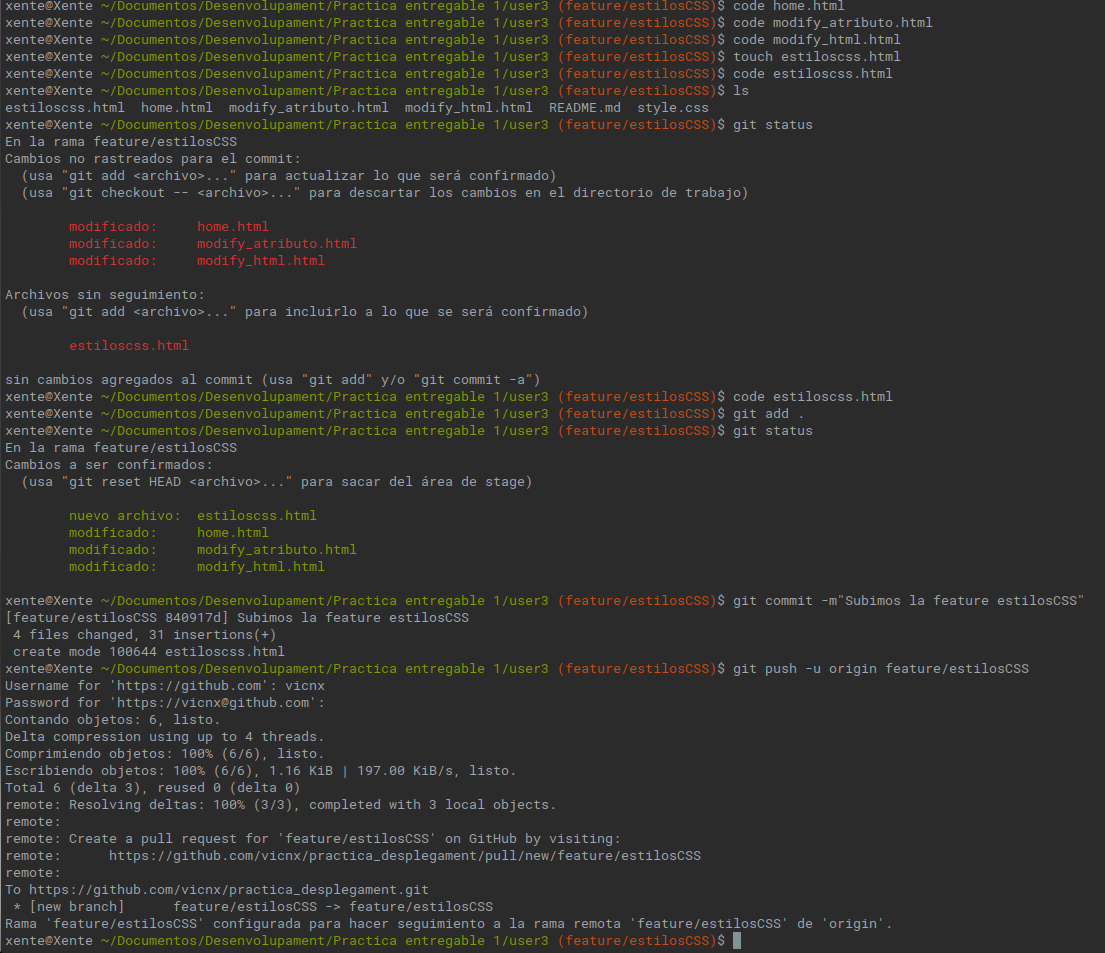 xente@Xente ~/Documentos/Desenvolupament/Practica entregable 1/user3 (feature/estilosCSS)$ code home.html
xente@Xente ~/Documentos/Desenvolupament/Practica entregable 1/user3 (feature/estilosCSS)$ code modify_atributo.html
xente@Xente ~/Documentos/Desenvolupament/Practica entregable 1/user3 (feature/estilosCSS)$ code modify_html.html
xente@Xente ~/Documentos/Desenvolupament/Practica entregable 1/user3 (feature/estilosCSS)$ touch estiloscss.html
xente@Xente ~/Documentos/Desenvolupament/Practica entregable 1/user3 (feature/estilosCSS)$ code estiloscss.html
xente@Xente ~/Documentos/Desenvolupament/Practica entregable 1/user3 (feature/estilosCSS)$ ls
estiloscss.html  home.html  modify_atributo.html  modify_html.html  README.md  style.css
xente@Xente ~/Documentos/Desenvolupament/Practica entregable 1/user3 (feature/estilosCSS)$ git status
En la rama feature/estilosCSS
Cambios no rastreados para el commit:
  (usa "git add <archivo>..." para actualizar lo que será confirmado)
  (usa "git checkout -- <archivo>..." para descartar los cambios en el directorio de trabajo)
        modificado:     home.html
        modificado:     modify_atributo.html
        modificado:     modify_html.html
Archivos sin seguimiento:
  (usa "git add <archivo>..." para incluirlo a lo que se será confirmado)
        estiloscss.html
sin cambios agregados al commit (usa "git add" y/o "git commit -a")
xente@Xente ~/Documentos/Desenvolupament/Practica entregable 1/user3 (feature/estilosCSS)$ code estiloscss.html
xente@Xente ~/Documentos/Desenvolupament/Practica entregable 1/user3 (feature/estilosCSS)$ git add .
xente@Xente ~/Documentos/Desenvolupament/Practica entregable 1/user3 (feature/estilosCSS)$ git status
En la rama feature/estilosCSS
Cambios a ser confirmados:
  (usa "git reset HEAD <archivo>..." para sacar del área de stage)
        nuevo archivo:  estiloscss.html
        modificado:     home.html
        modificado:     modify_atributo.html
        modificado:     modify_html.html
xente@Xente ~/Documentos/Desenvolupament/Practica entregable 1/user3 (feature/estilosCSS)$ git commit -m"Subimos la feature estilosCSS"
[feature/estilosCSS 840917d] Subimos la feature estilosCSS
 4 files changed, 31 insertions(+)
 create mode 100644 estiloscss.html
xente@Xente ~/Documentos/Desenvolupament/Practica entregable 1/user3 (feature/estilosCSS)$ git push -u origin feature/estilosCSS
Username for 'https://github.com': vicnx
Password for 'https://vicnx@github.com':
Contando objetos: 6, listo.
Delta compression using up to 4 threads.
Comprimiendo objetos: 100% (6/6), listo.
Escribiendo objetos: 100% (6/6), 1.16 KiB | 197.00 KiB/s, listo.
Total 6 (delta 3), reused 0 (delta 0)
remote: Resolving deltas: 100% (3/3), completed with 3 local objects.
remote:
remote: Create a pull request for 'feature/estilosCSS' on GitHub by visiting:
remote:      https://github.com/vicnx/practica_desplegament/pull/new/feature/estilosCSS
remote:
To https://github.com/vicnx/practica_desplegament.git
 * [new branch]      feature/estilosCSS -> feature/estilosCSS
Rama 'feature/estilosCSS' configurada para hacer seguimiento a la rama remota 'feature/estilosCSS' de 'origin'.
xente@Xente ~/Documentos/Desenvolupament/Practica entregable 1/user3 (feature/estilosCSS)$